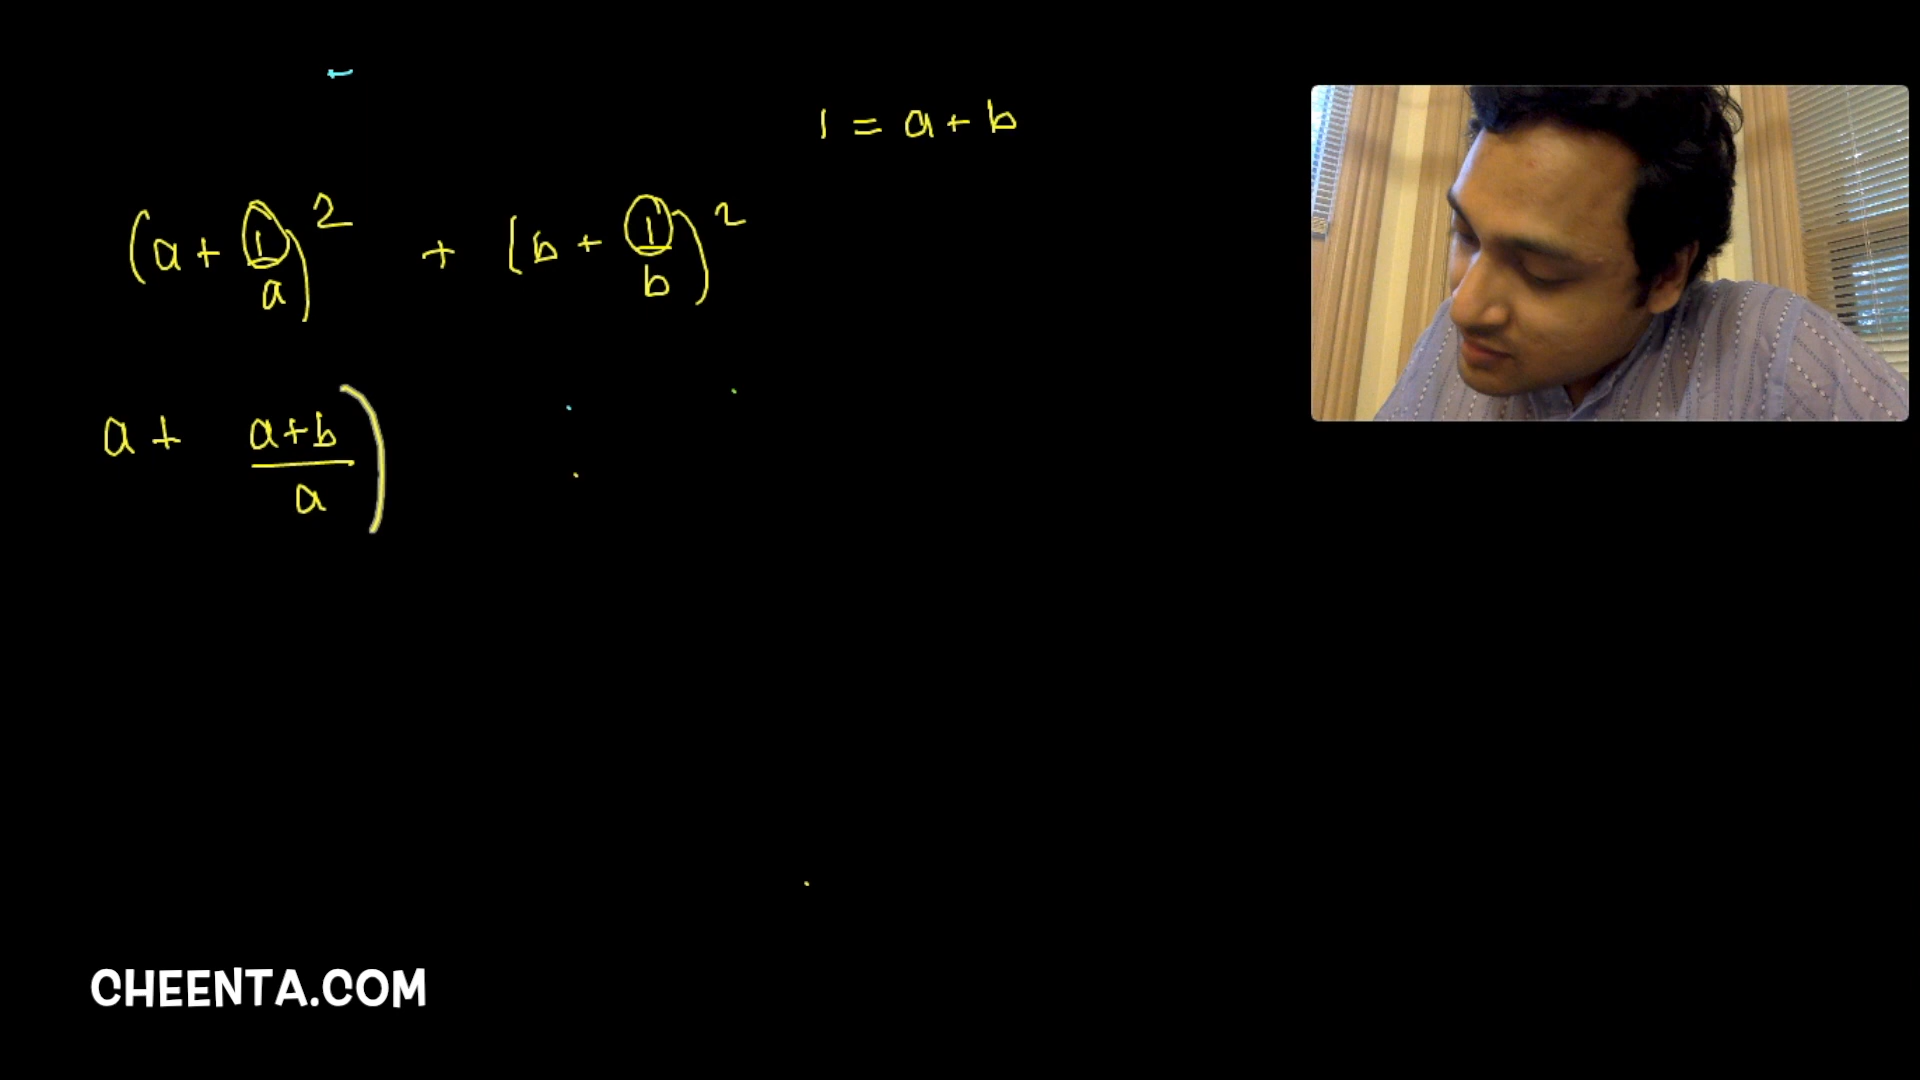 1 = a + b
(a + 1/a)² + (b + 1/b)²
a + (a+b)/a)
CHEENTA.COM